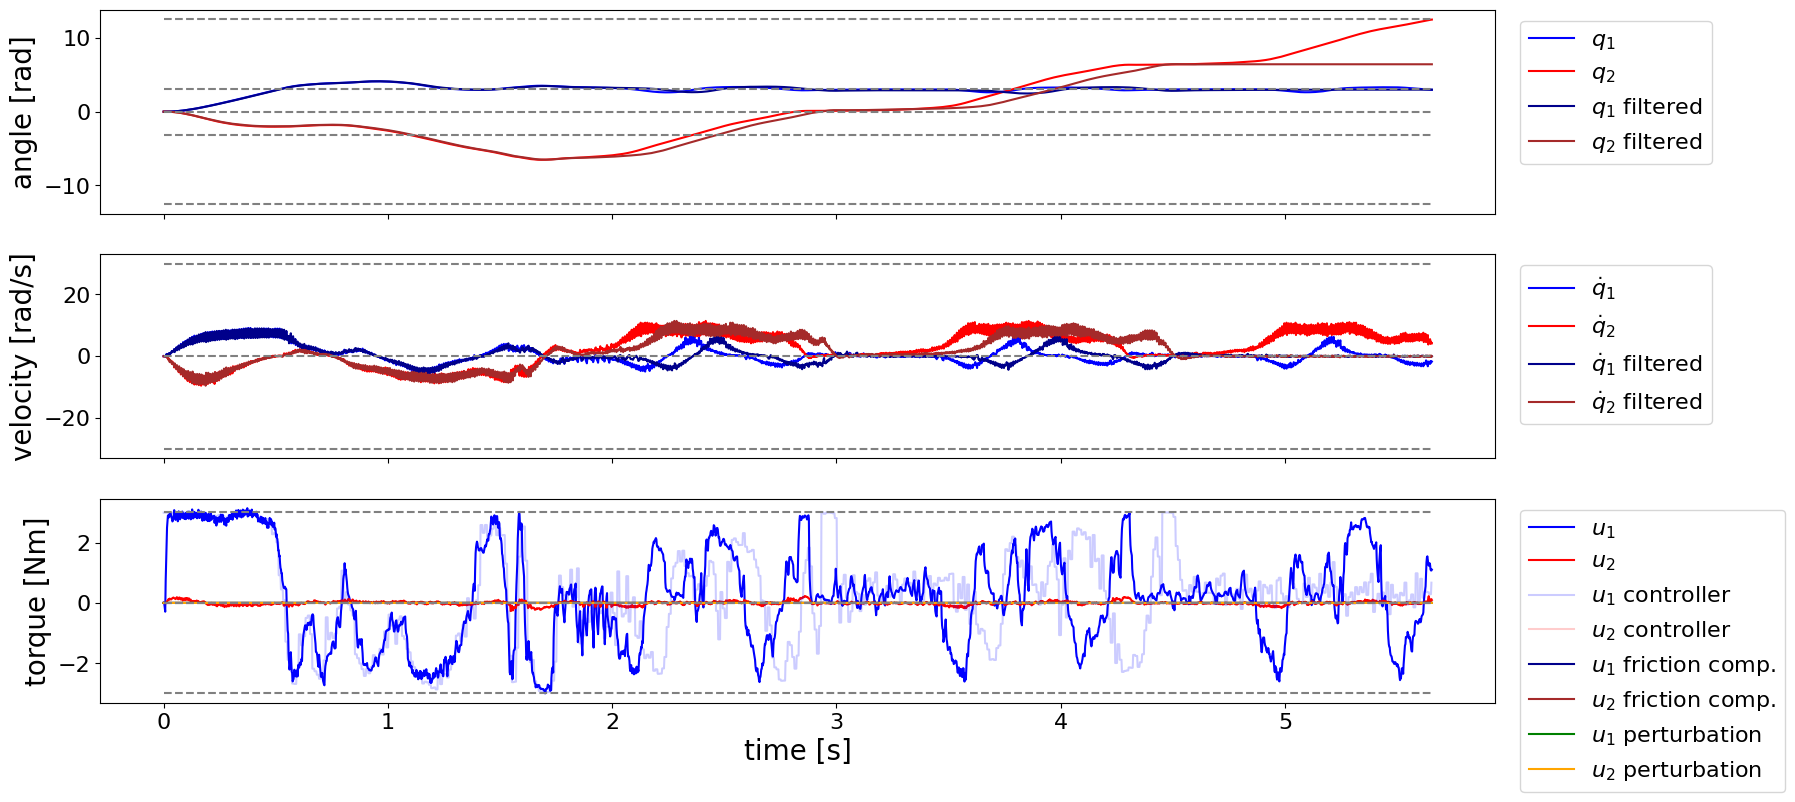 angle [rad]
10
0
−10
q₁
q₂
q₁ filtered
q₂ filtered
velocity [rad/s]
20
0
−20
q̇₁
q̇₂
q̇₁ filtered
q̇₂ filtered
torque [Nm]
2
0
−2
0 1 2 3 4 5
time [s]
u₁
u₂
u₁ controller
u₂ controller
u₁ friction comp.
u₂ friction comp.
u₁ perturbation
u₂ perturbation